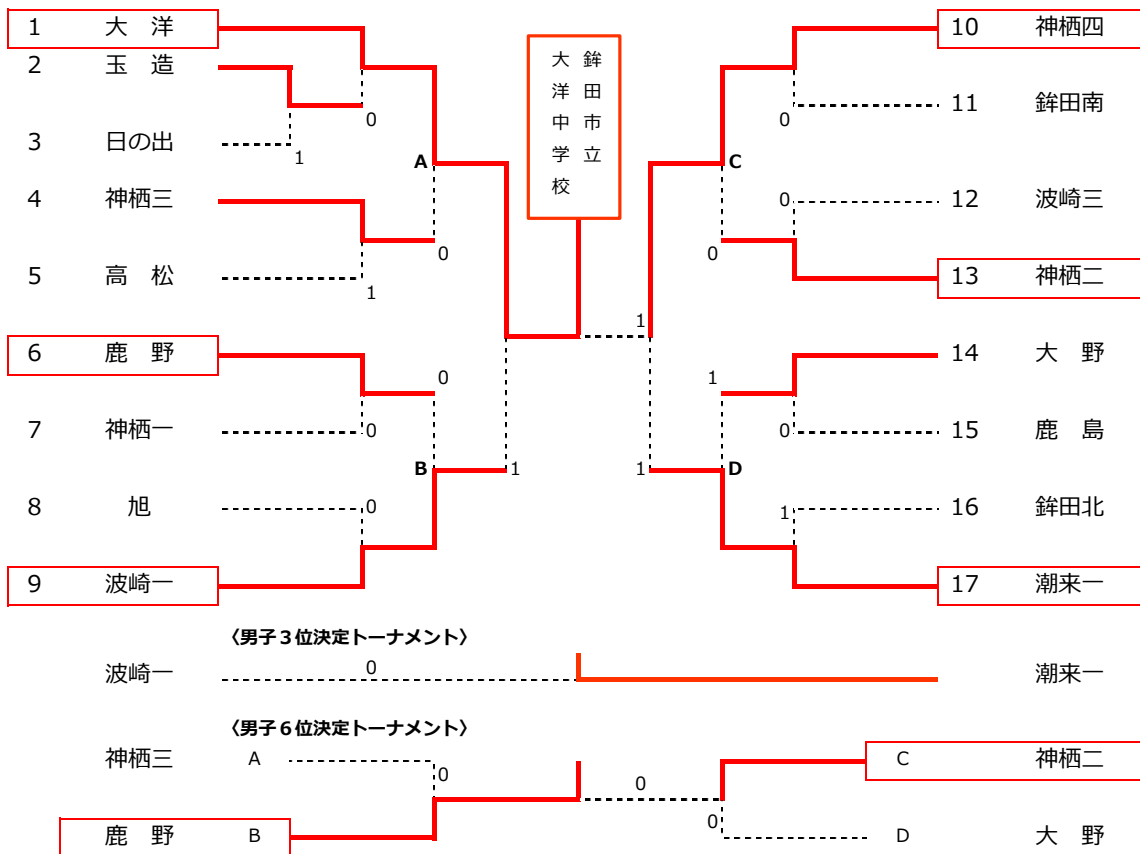 1 大 洋
2 玉 造
3 日の出
4 神栖三
5 高 松
6 鹿 野
7 神栖一
8 旭
9 波崎一
0
1
A
0
1
0
0
B
1
0
鉾田市立
大洋中学校
10 神栖四
11 鉾田南
12 波崎三
13 神栖二
14 大 野
15 鹿 島
16 鉾田北
17 潮来一
0
C
0
0
1
1
0
1
D
1
〈男子３位決定トーナメント〉
波崎一 0 潮来一
〈男子６位決定トーナメント〉
神栖三 A 0 0 C 神栖二
鹿 野 B 0 D 大 野